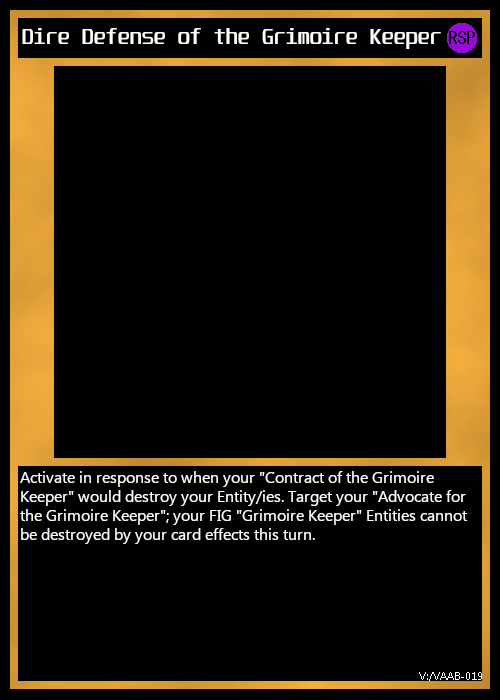 Dire Defense of the Grimoire Keeper RSP
Activate in response to when your "Contract of the Grimoire
Keeper" would destroy your Entity/ies. Target your "Advocate for
the Grimoire Keeper"; your FIG "Grimoire Keeper" Entities cannot
be destroyed by your card effects this turn.
V:/VAAB-019